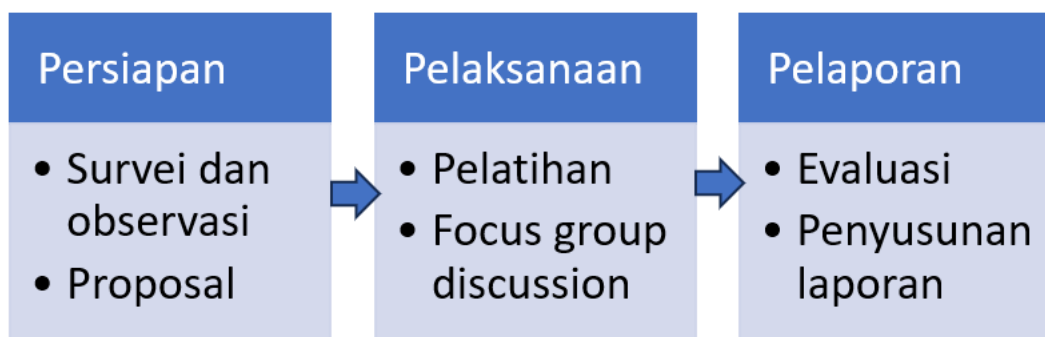 Persiapan
• Survei dan
observasi
• Proposal
Pelaksanaan
• Pelatihan
• Focus group
discussion
Pelaporan
• Evaluasi
• Penyusunan
laporan